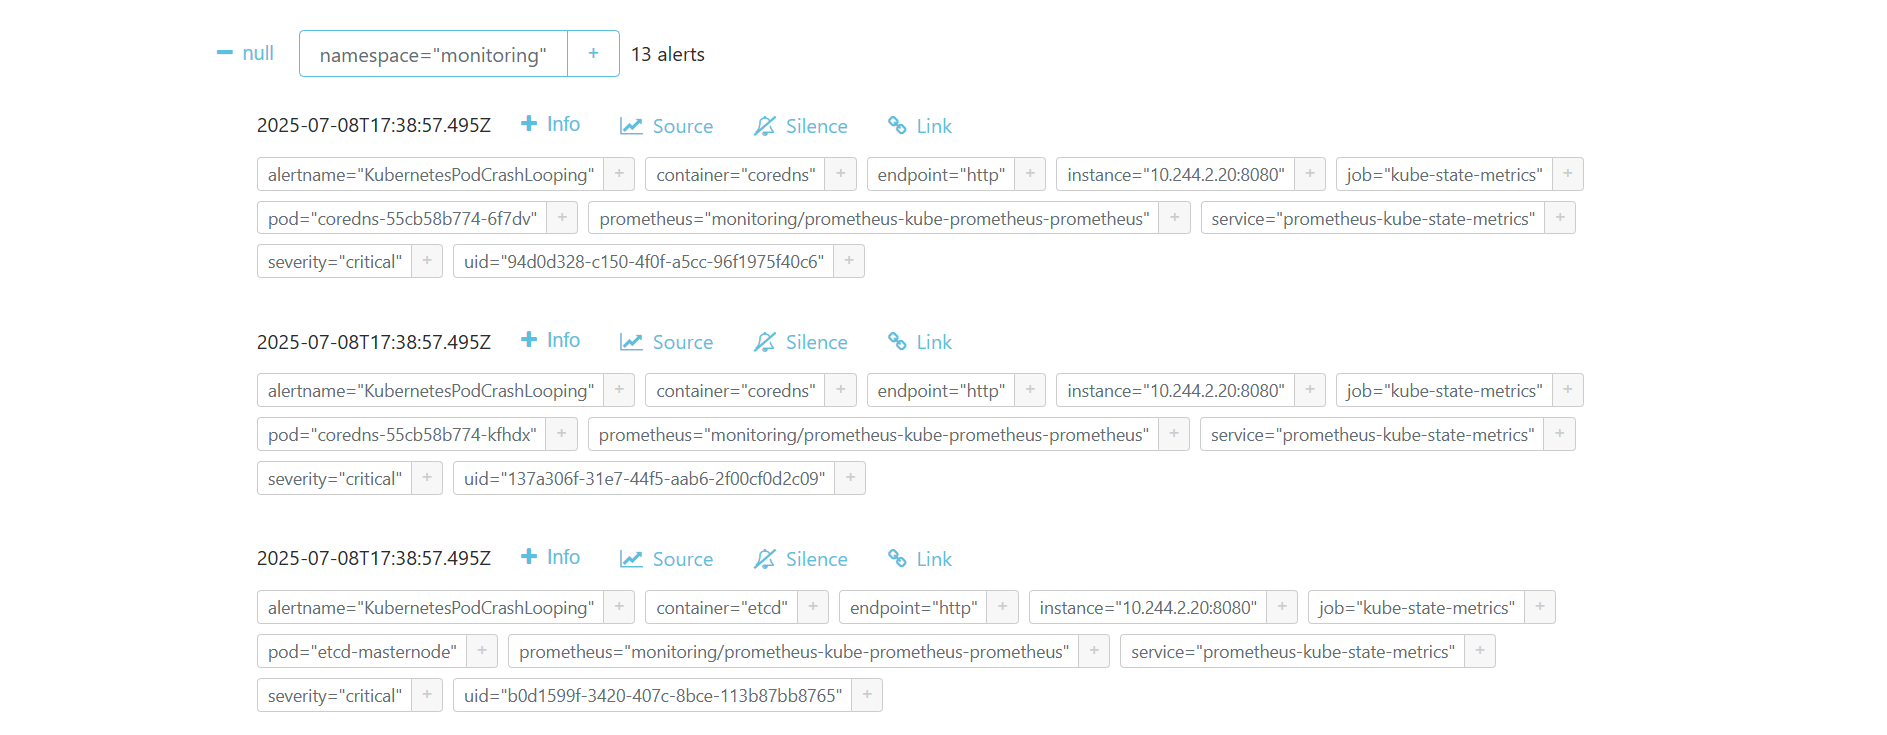 null namespace="monitoring" + 13 alerts
2025-07-08T17:38:57.495Z + Info Source Silence Link
alertname="KubernetesPodCrashLooping" + container="coredns" + endpoint="http" + instance="10.244.2.20:8080" + job="kube-state-metrics" +
pod="coredns-55cb58b774-6f7dv" + prometheus="monitoring/prometheus-kube-prometheus-prometheus" + service="prometheus-kube-state-metrics" +
severity="critical" + uid="94d0d328-c150-4f0f-a5cc-96f1975f40c6" +
2025-07-08T17:38:57.495Z + Info Source Silence Link
alertname="KubernetesPodCrashLooping" + container="coredns" + endpoint="http" + instance="10.244.2.20:8080" + job="kube-state-metrics" +
pod="coredns-55cb58b774-kfhdx" + prometheus="monitoring/prometheus-kube-prometheus-prometheus" + service="prometheus-kube-state-metrics" +
severity="critical" + uid="137a306f-31e7-44f5-aab6-2f00cf0d2c09" +
2025-07-08T17:38:57.495Z + Info Source Silence Link
alertname="KubernetesPodCrashLooping" + container="etcd" + endpoint="http" + instance="10.244.2.20:8080" + job="kube-state-metrics" +
pod="etcd-masternode" + prometheus="monitoring/prometheus-kube-prometheus-prometheus" + service="prometheus-kube-state-metrics" +
severity="critical" + uid="b0d1599f-3420-407c-8bce-113b87bb8765" +